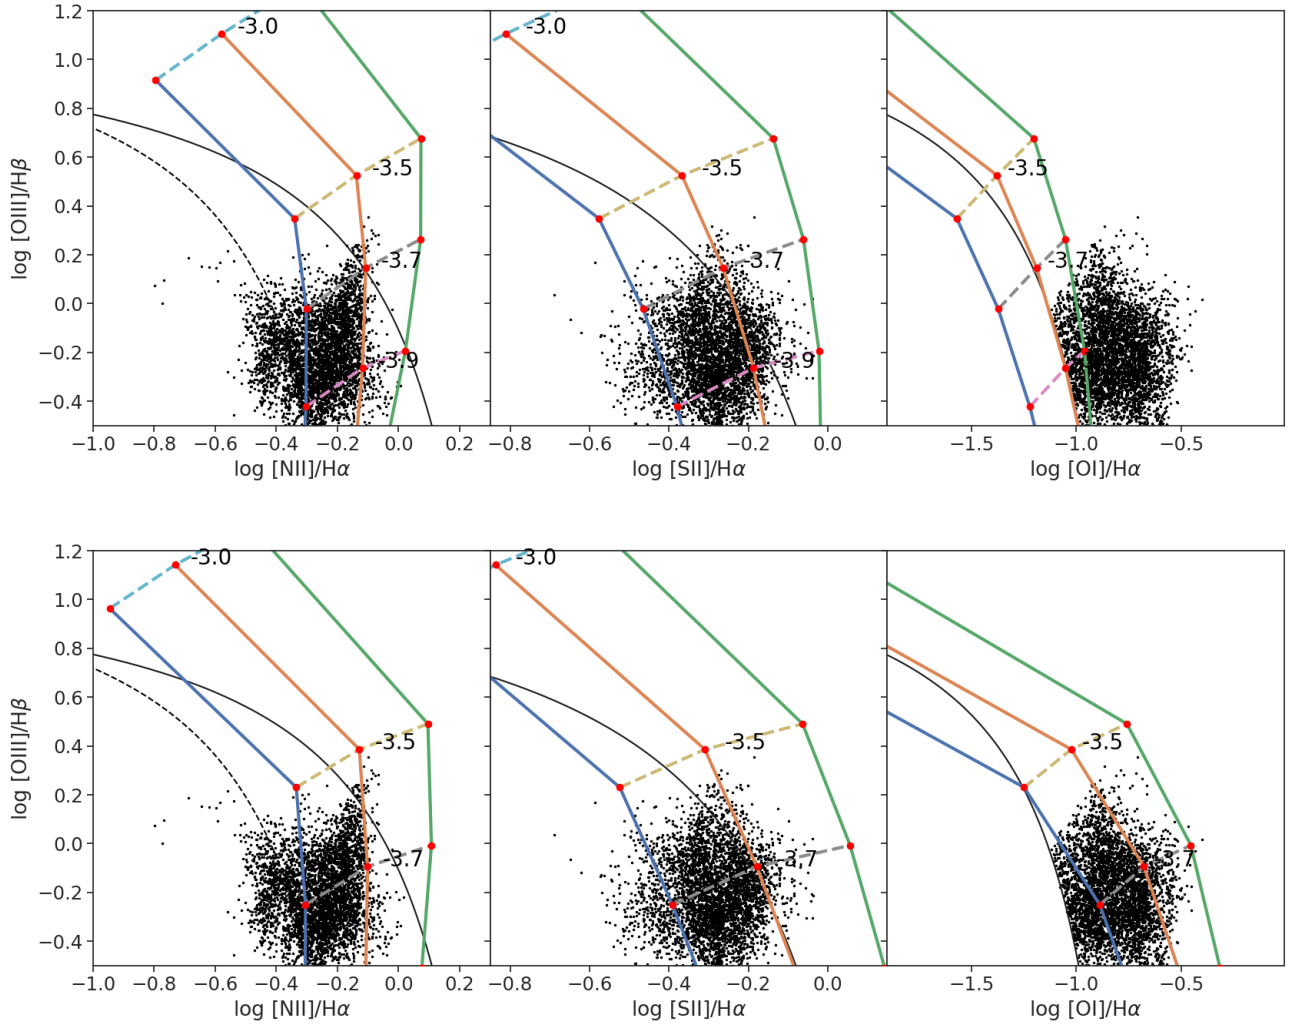 1.2
1.0
0.8
0.6
0.4
0.2
0.0
−0.2
−0.4
log [OIII]/Hβ
-3.0
-3.5
-3.7
-3.9
−1.0 −0.8 −0.6 −0.4 −0.2 0.0 0.2
log [NII]/Hα
-3.0
-3.5
-3.7
-3.9
−0.8 −0.6 −0.4 −0.2 0.0
log [SII]/Hα
-3.5
-3.7
−1.5 −1.0 −0.5
log [OI]/Hα
1.2
1.0
0.8
0.6
0.4
0.2
0.0
−0.2
−0.4
log [OIII]/Hβ
-3.0
-3.5
-3.7
−1.0 −0.8 −0.6 −0.4 −0.2 0.0 0.2
log [NII]/Hα
-3.0
-3.5
-3.7
−0.8 −0.6 −0.4 −0.2 0.0
log [SII]/Hα
-3.5
-3.7
−1.5 −1.0 −0.5
log [OI]/Hα